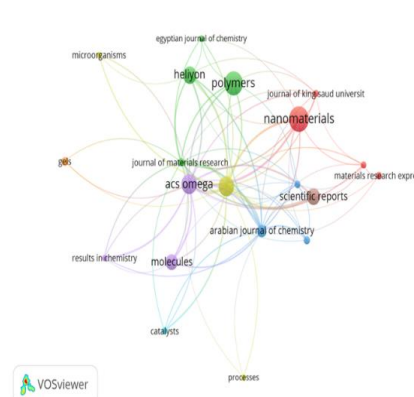 egyptian journal of chemistry
microorganisms
heliyon
polymers
journal of king saud universit
nanomaterials
gels
journal of materials research
materials research expre
acs omega
scientific reports
arabian journal of chemistry
results in chemistry
molecules
catalysts
processes
VOSviewer